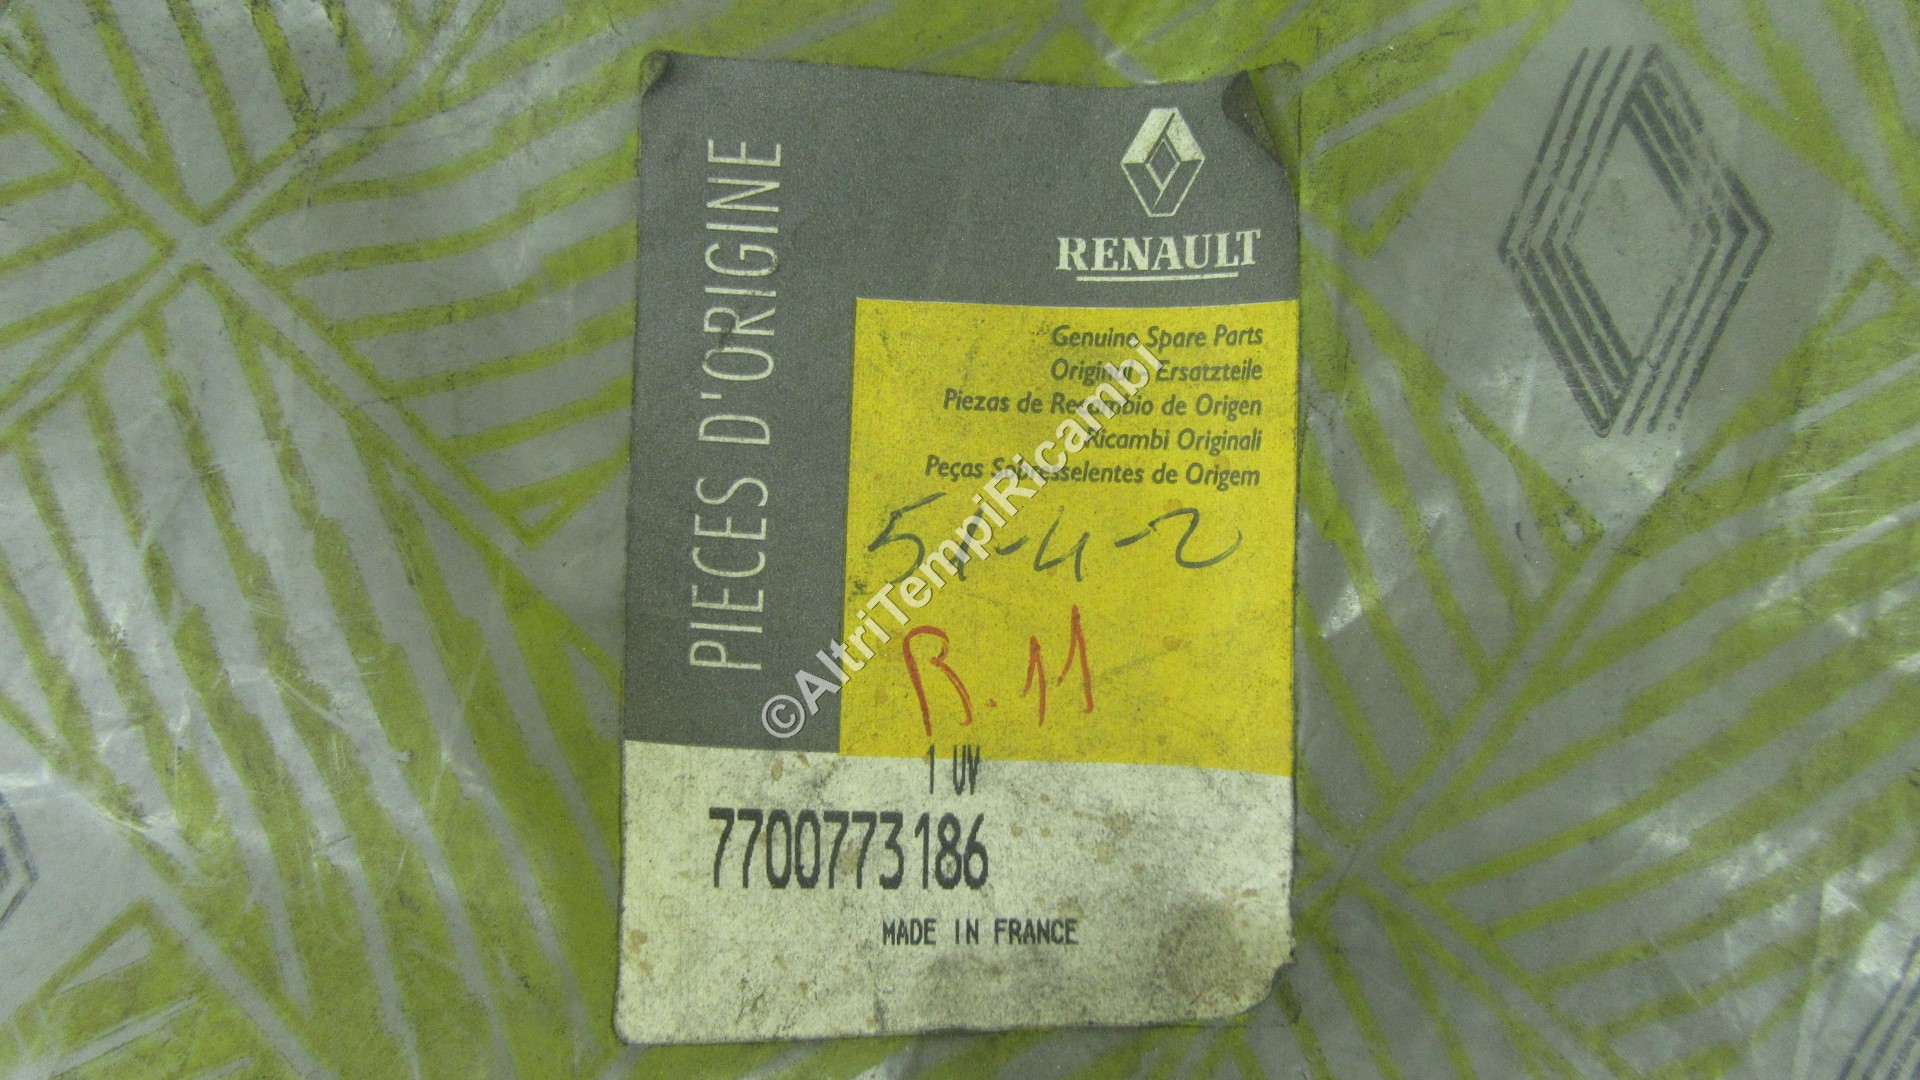 PIECES D'ORIGINE
RENAULT
Genuine Spare Parts
Original - Ersatzteile
Piezas de Recambio de Origen
Ricambi Originali
Peças Sobresselentes de Origem
51-4-2
R.11
1 UV
7700773186
MADE IN FRANCE
©AltriTempiRicambi